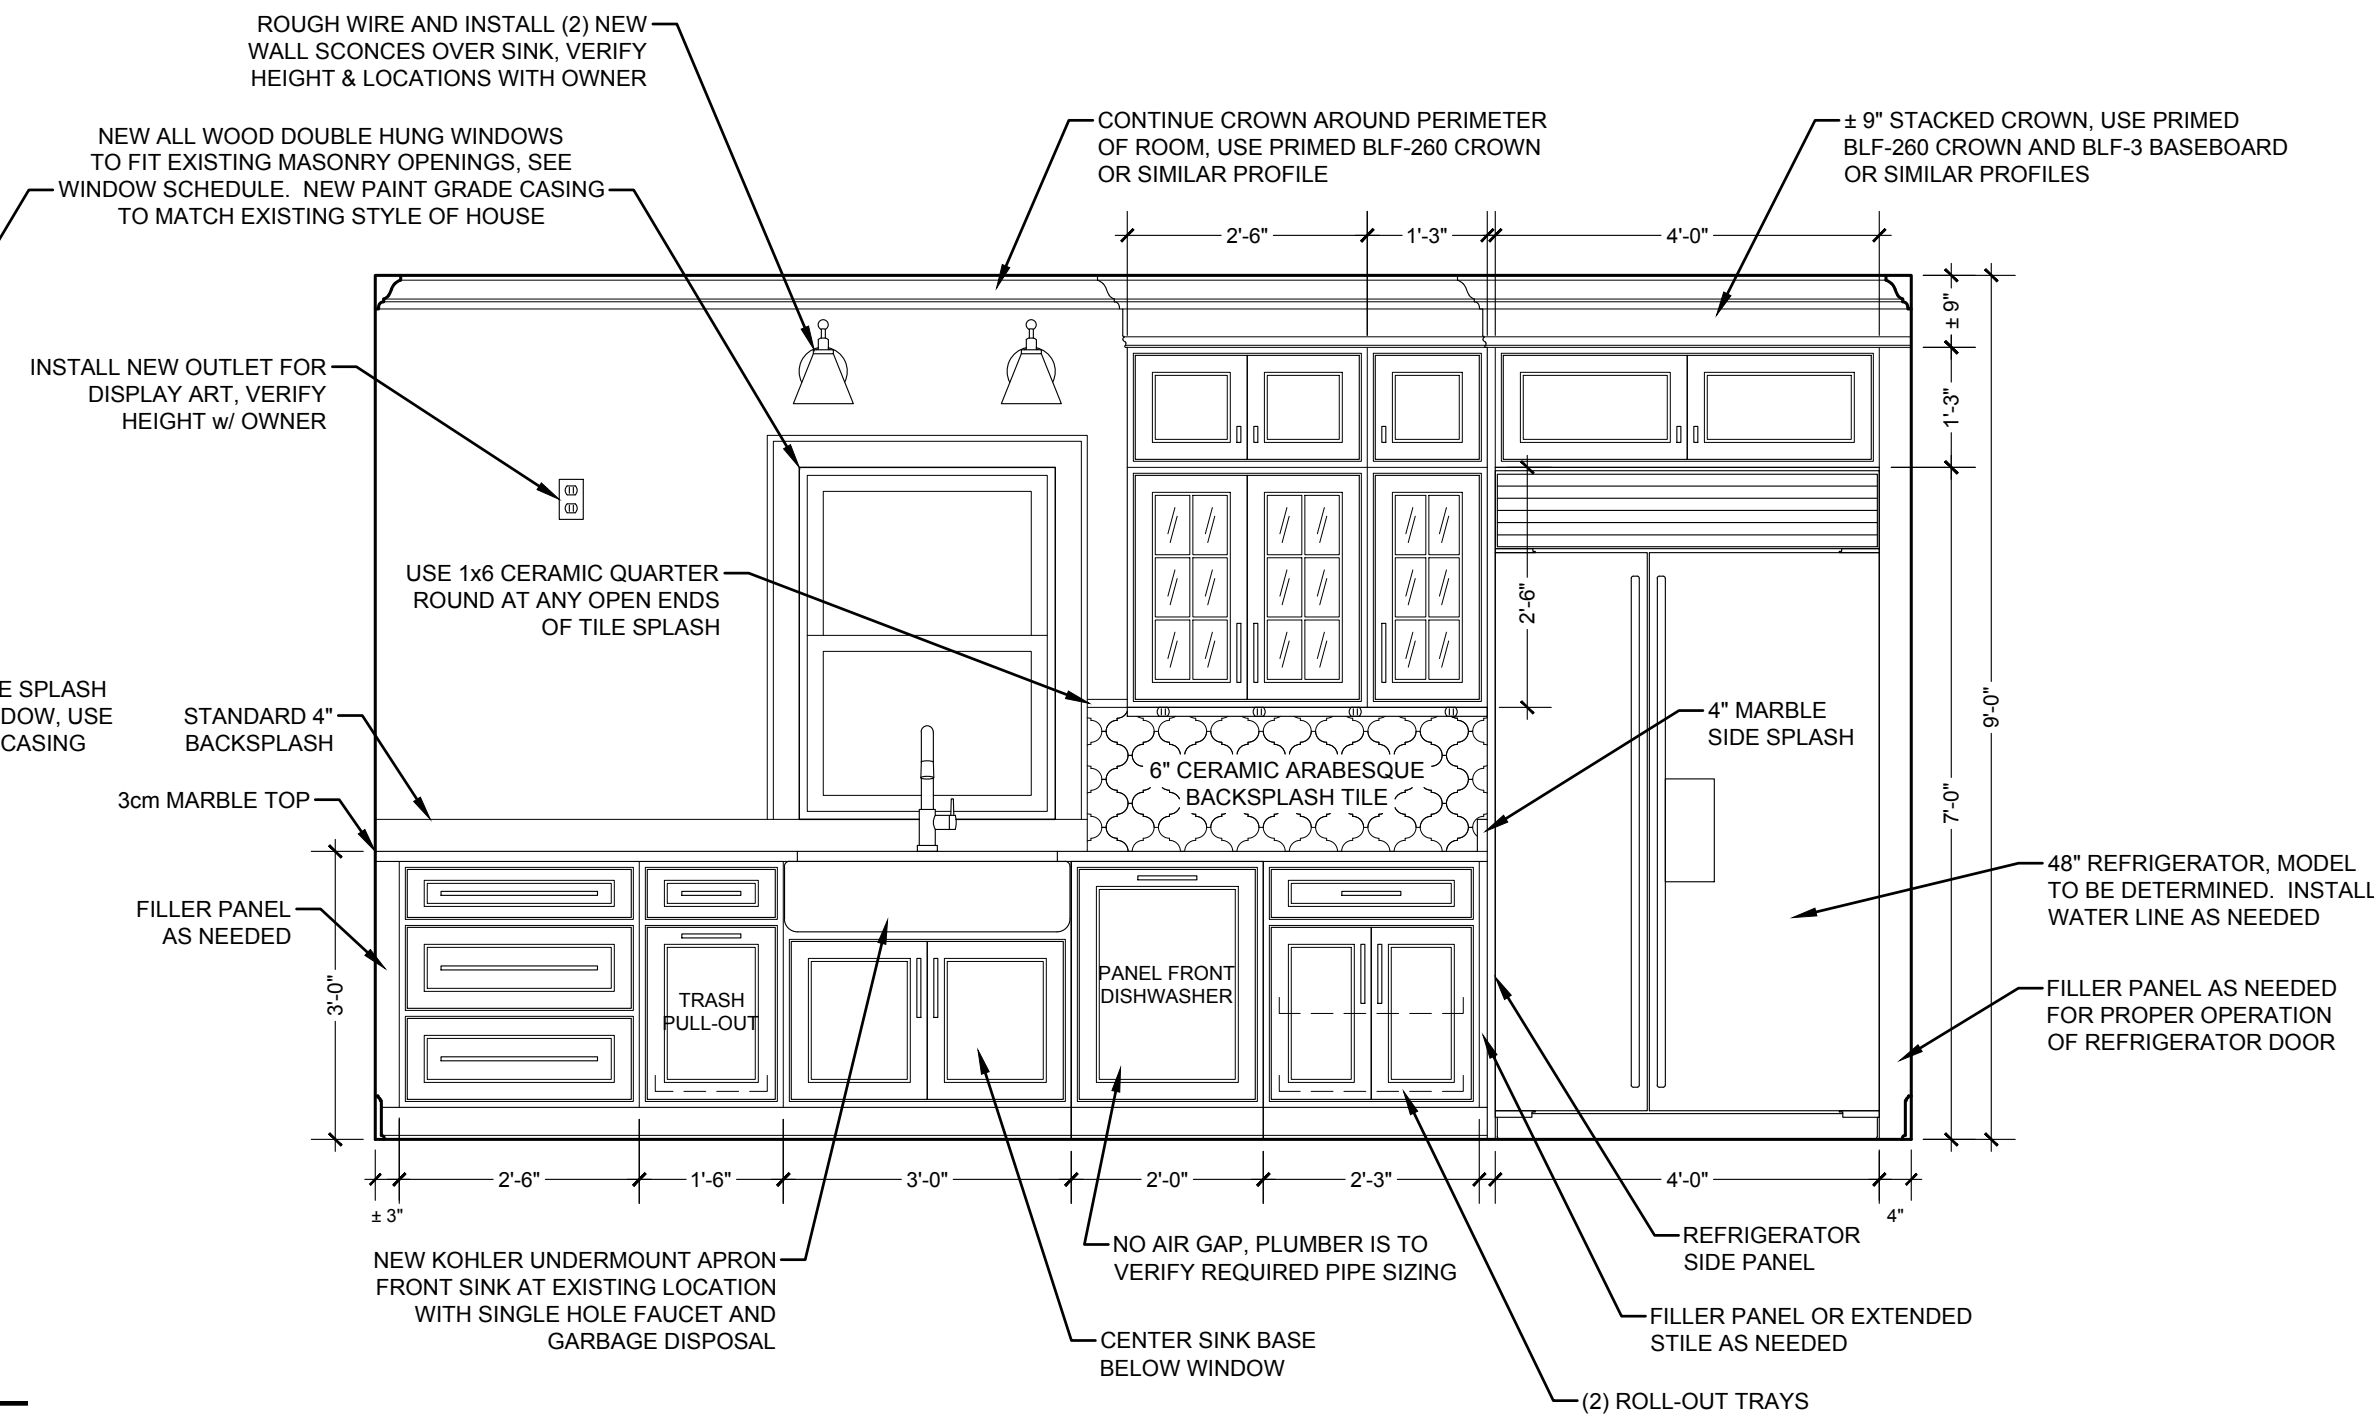 ROUGH WIRE AND INSTALL (2) NEW
WALL SCONCES OVER SINK, VERIFY
HEIGHT & LOCATIONS WITH OWNER
NEW ALL WOOD DOUBLE HUNG WINDOWS
TO FIT EXISTING MASONRY OPENINGS, SEE
WINDOW SCHEDULE.  NEW PAINT GRADE CASING
TO MATCH EXISTING STYLE OF HOUSE
CONTINUE CROWN AROUND PERIMETER
OF ROOM, USE PRIMED BLF-260 CROWN
OR SIMILAR PROFILE
± 9" STACKED CROWN, USE PRIMED
BLF-260 CROWN AND BLF-3 BASEBOARD
OR SIMILAR PROFILES
2'-6"
1'-3"
4'-0"
± 9"
1'-3"
7'-0"
9'-0"
INSTALL NEW OUTLET FOR
DISPLAY ART, VERIFY
HEIGHT w/ OWNER
USE 1x6 CERAMIC QUARTER
ROUND AT ANY OPEN ENDS
OF TILE SPLASH
2'-6"
E SPLASH
DOW, USE
CASING
STANDARD 4"
BACKSPLASH
3cm MARBLE TOP
6" CERAMIC ARABESQUE
BACKSPLASH TILE
4" MARBLE
SIDE SPLASH
48" REFRIGERATOR, MODEL
TO BE DETERMINED.  INSTALL
WATER LINE AS NEEDED
FILLER PANEL
AS NEEDED
3'-0"
TRASH
PULL-OUT
PANEL FRONT
DISHWASHER
FILLER PANEL AS NEEDED
FOR PROPER OPERATION
OF REFRIGERATOR DOOR
± 3"
2'-6"
1'-6"
3'-0"
2'-0"
2'-3"
4'-0"
4"
NEW KOHLER UNDERMOUNT APRON
FRONT SINK AT EXISTING LOCATION
WITH SINGLE HOLE FAUCET AND
GARBAGE DISPOSAL
NO AIR GAP, PLUMBER IS TO
VERIFY REQUIRED PIPE SIZING
CENTER SINK BASE
BELOW WINDOW
REFRIGERATOR
SIDE PANEL
FILLER PANEL OR EXTENDED
STILE AS NEEDED
(2) ROLL-OUT TRAYS